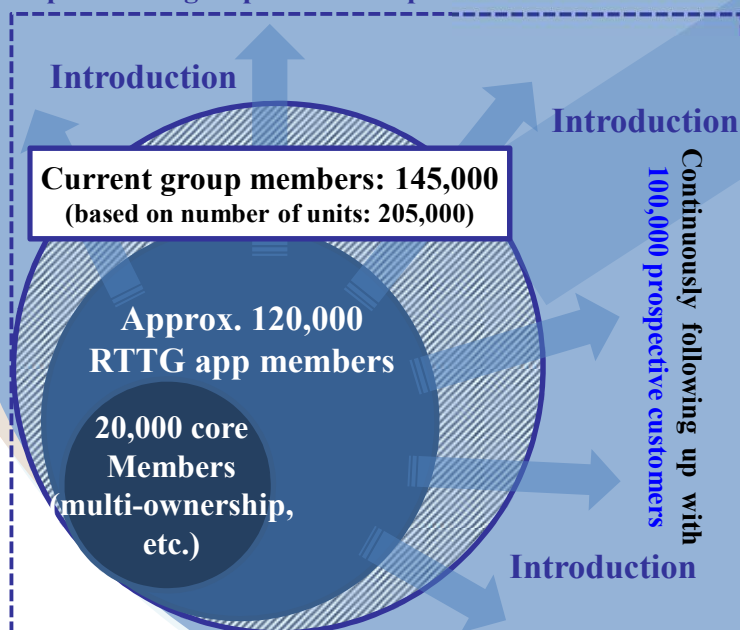 Introduction
Introduction
Current group members: 145,000
(based on number of units: 205,000)
Approx. 120,000
RTTG app members
20,000 core
Members
(multi-ownership,
etc.)
Continuously following up with
100,000 prospective customers
Introduction